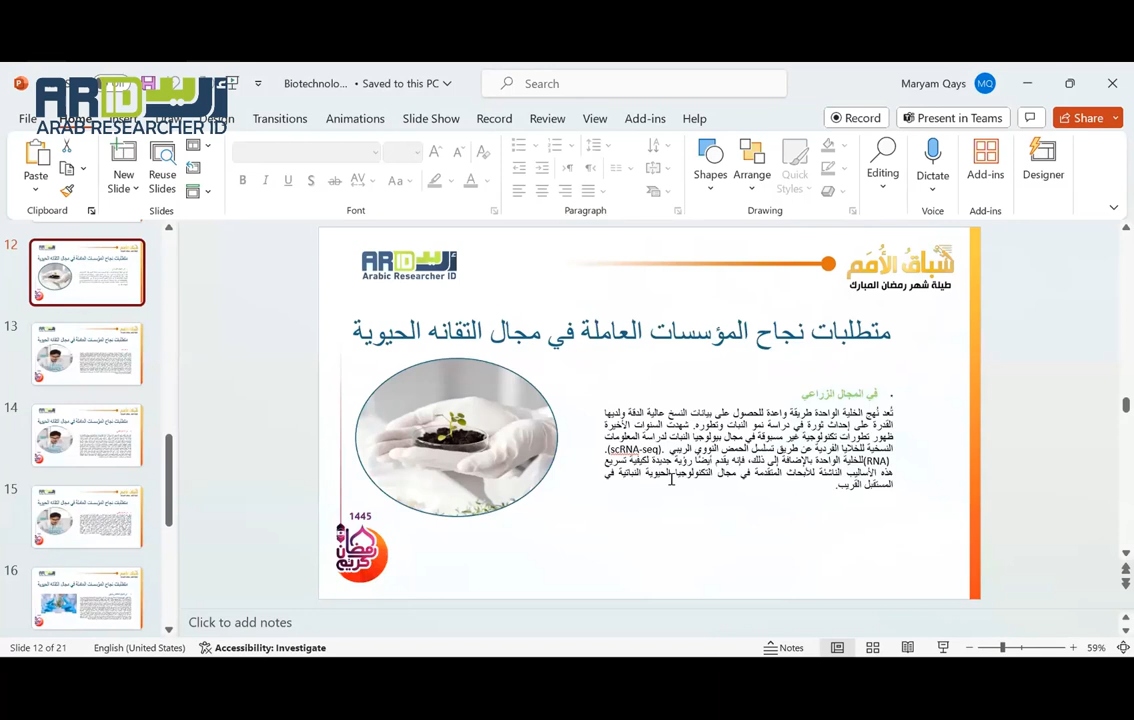 Biotechnolo... • Saved to this PC
Search
Maryam Qays
MQ
ARID أريد
ARABIC RESEARCHER ID
File
Home
Insert
Draw
Design
Transitions
Animations
Slide Show
Record
Review
View
Add-ins
Help
Record
Present in Teams
Share
Paste
New Slide
Reuse Slides
Shapes
Arrange
Quick Styles
Editing
Dictate
Add-ins
Designer
Clipboard
Slides
Font
Paragraph
Drawing
Voice
Add-ins
12
13
14
15
16
ARID أريد
Arabic Researcher ID
سباق الأمم
طيلة شهر رمضان المبارك
متطلبات نجاح المؤسسات العاملة في مجال التقانه الحيوية
• في المجال الزراعي
تُعد نُهج الخلية الواحدة طريقة واعدة للحصول على بيانات النسخ عالية الدقة ولديها
القدرة على إحداث ثورة في دراسة نمو النبات وتطوره. شهدت السنوات الأخيرة
ظهور تطورات تكنولوجية غير مسبوقة في مجال بيولوجيا النبات لدراسة المعلومات
النسخية للخلايا الفردية عن طريق تسلسل الحمض النووي الريبي (scRNA-seq).
(RNA)للخلية الواحدة بالإضافة إلى ذلك، فإنه يقدم أيضًا رؤية جديدة لكيفية تسريع
هذه الأساليب الناشئة للأبحاث المتقدمة في مجال التكنولوجيا الحيوية النباتية في
المستقبل القريب.
1445
رمضان كريم
Click to add notes
Slide 12 of 21
English (United States)
Accessibility: Investigate
Notes
59%